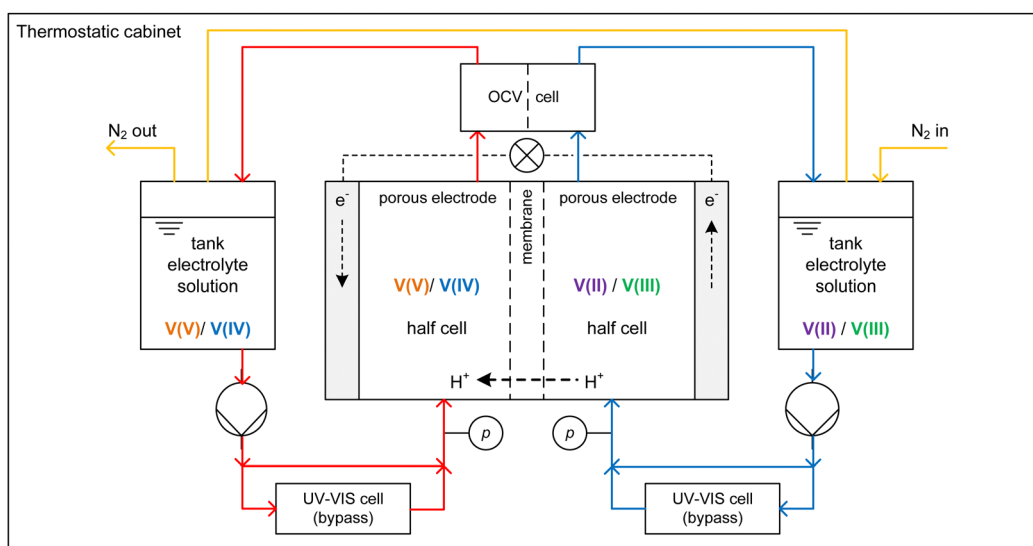 Thermostatic cabinet
OCV cell
N₂ out
N₂ in
e⁻
porous electrode
membrane
porous electrode
e⁻
tank
electrolyte
solution
V(V)/ V(IV)
V(V)/ V(IV)
half cell
V(II) / V(III)
half cell
tank
electrolyte
solution
V(II) / V(III)
H⁺
H⁺
p
p
UV-VIS cell
(bypass)
UV-VIS cell
(bypass)